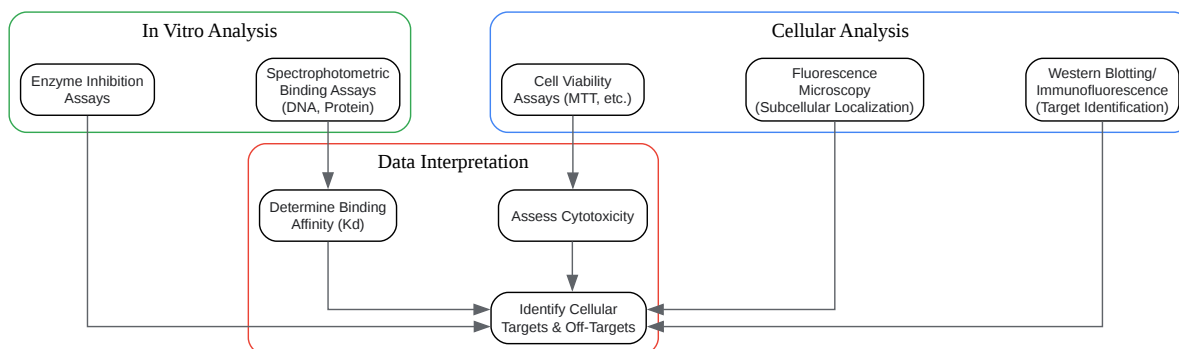 In Vitro Analysis
Enzyme Inhibition
Assays
Spectrophotometric
Binding Assays
(DNA, Protein)
Cellular Analysis
Cell Viability
Assays (MTT, etc.)
Fluorescence
Microscopy
(Subcellular Localization)
Western Blotting/
Immunofluorescence
(Target Identification)
Data Interpretation
Determine Binding
Affinity (Kd)
Assess Cytotoxicity
Identify Cellular
Targets & Off-Targets